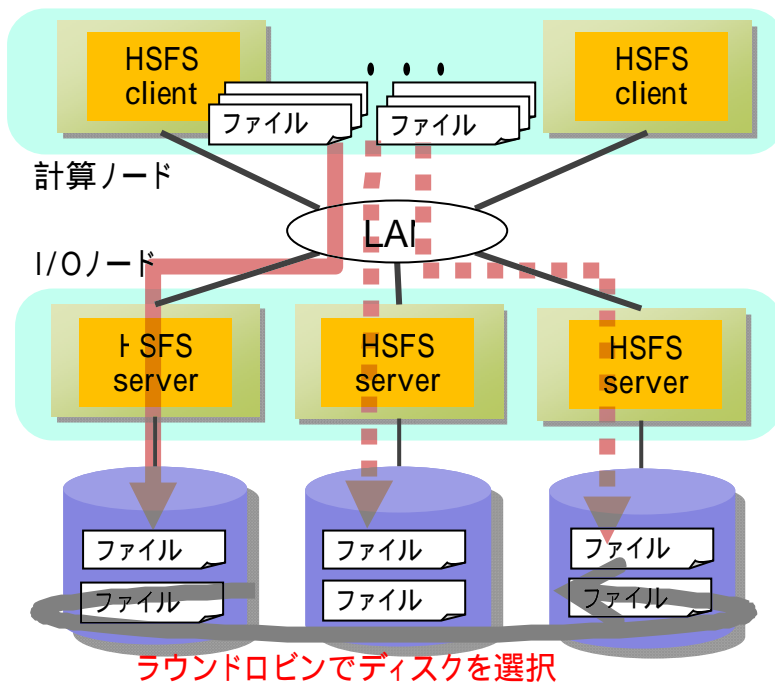 HSFS
client
HSFS
client
ファイル
ファイル
計算ノード
LAN
I/Oノード
HSFS
server
HSFS
server
HSFS
server
ファイル
ファイル
ファイル
ファイル
ファイル
ファイル
ラウンドロビンでディスクを選択